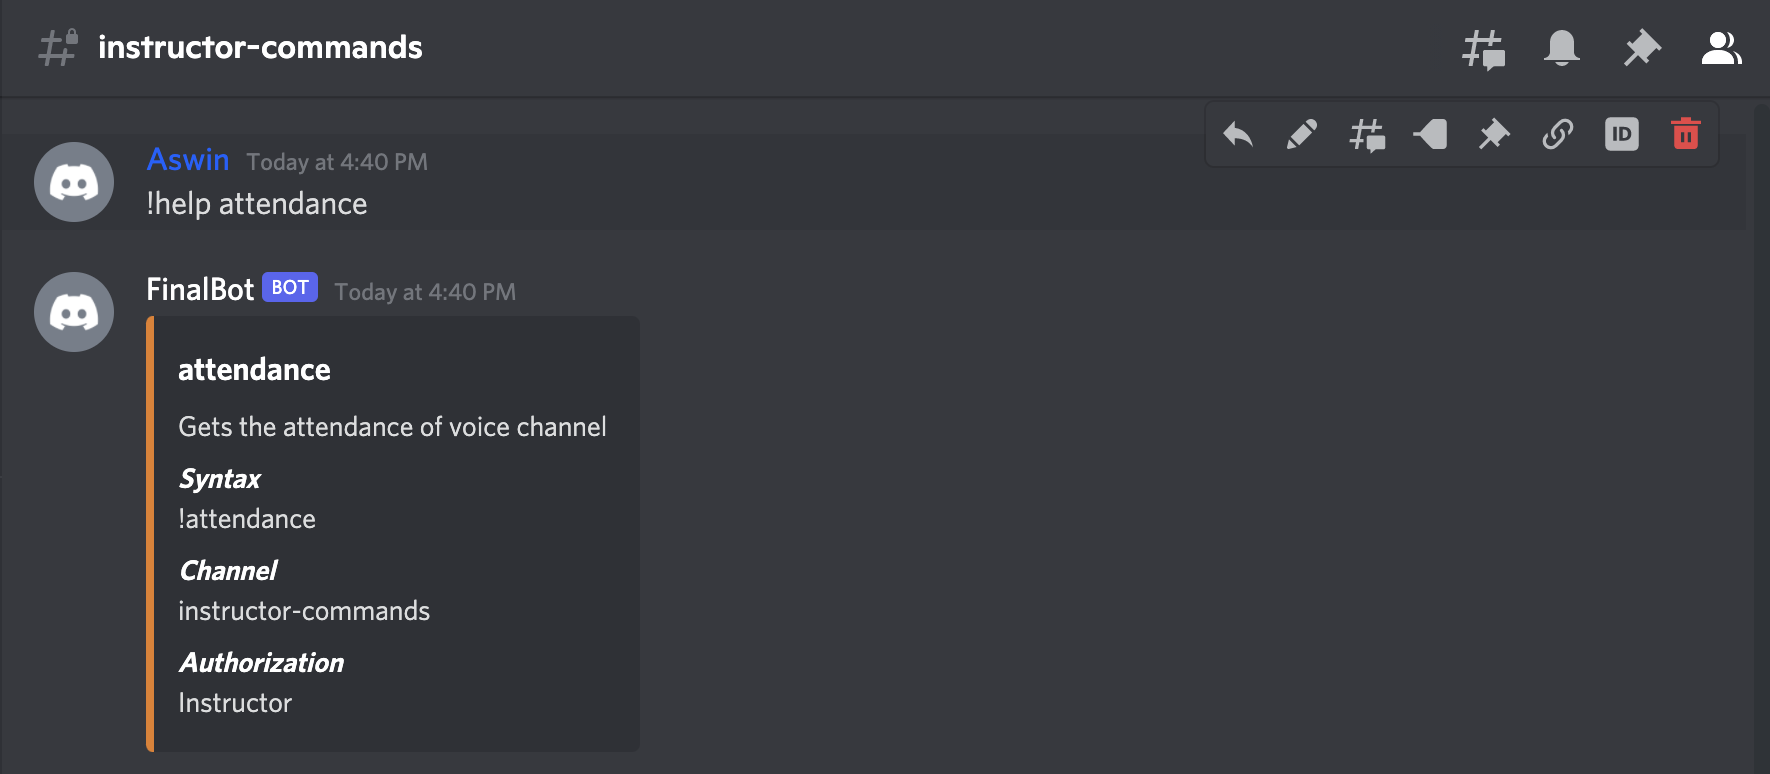 instructor-commands
Aswin Today at 4:40 PM
!help attendance
ID
FinalBot BOT Today at 4:40 PM
attendance
Gets the attendance of voice channel
Syntax
!attendance
Channel
instructor-commands
Authorization
Instructor